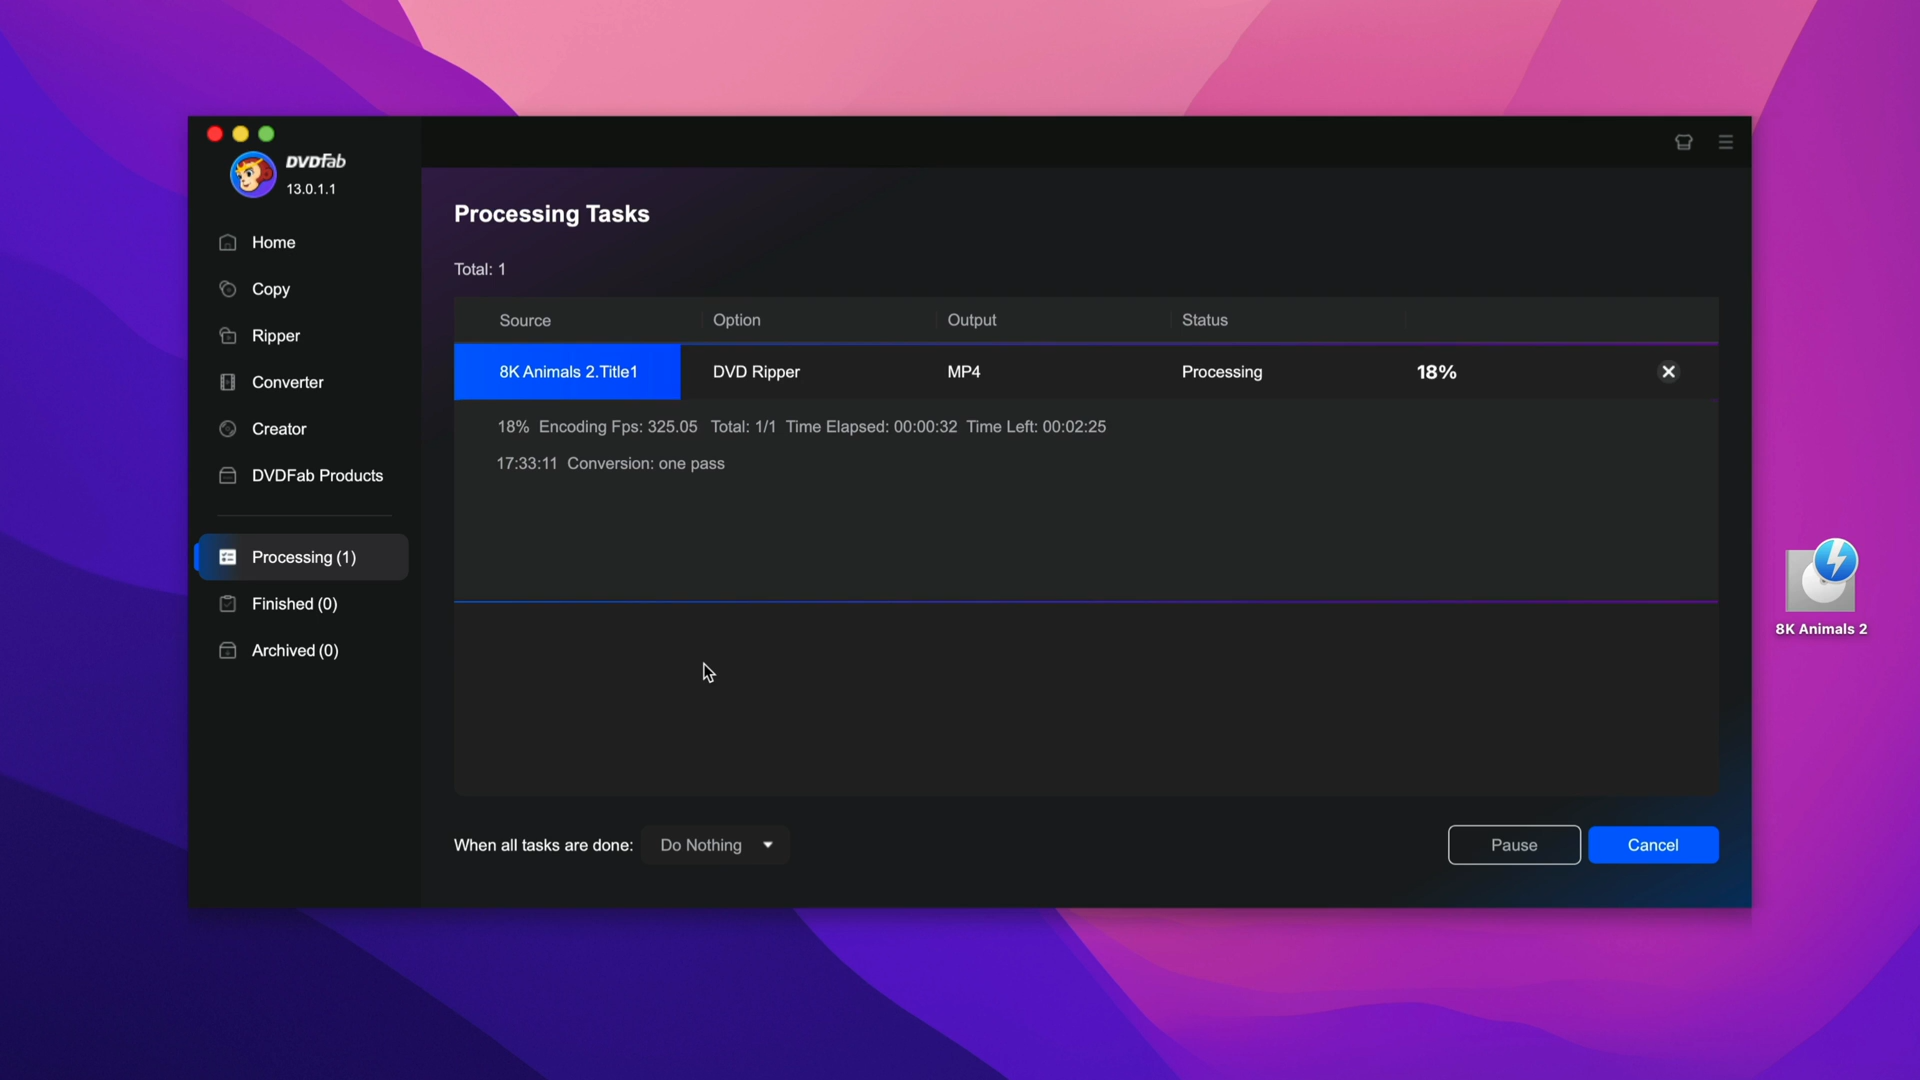 DVDFab
13.0.1.1
Home
Copy
Ripper
Converter
Creator
DVDFab Products
Processing (1)
Finished (0)
Archived (0)
Processing Tasks
Total: 1
Source Option Output Status
8K Animals 2.Title1 DVD Ripper MP4 Processing 18%
18% Encoding Fps: 325.05 Total: 1/1 Time Elapsed: 00:00:32 Time Left: 00:02:25
17:33:11 Conversion: one pass
When all tasks are done: Do Nothing
Pause Cancel
8K Animals 2